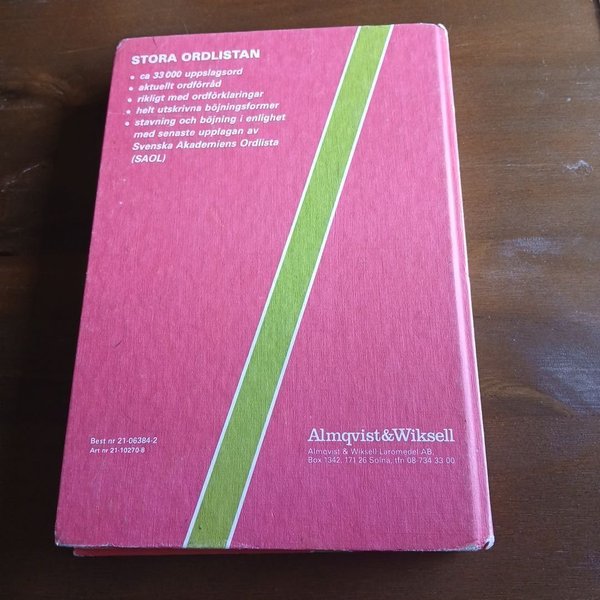 STORA ORDLISTAN
• ca 33 000 uppslagsord
• aktuellt ordförråd
• rikligt med ordförklaringar
• helt utskrivna böjningsformer
• stavning och böjning i enlighet
med senaste upplagan av
Svenska Akademiens Ordlista
(SAOL)
Best nr 21-06384-2
Art nr 21-10270-8
Almqvist&Wiksell
Almqvist & Wiksell Läromedel AB,
Box 1342, 171 26 Solna, tfn 08-734 33 00